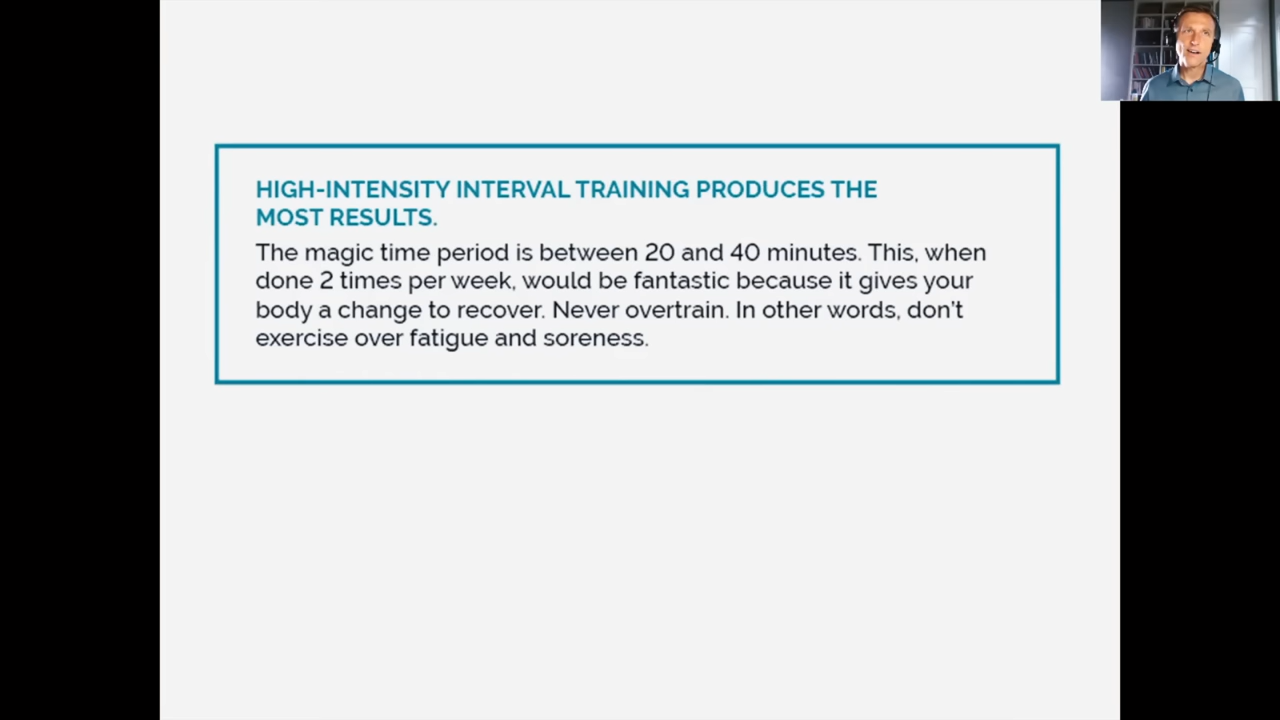 HIGH-INTENSITY INTERVAL TRAINING PRODUCES THE
MOST RESULTS.
The magic time period is between 20 and 40 minutes. This, when
done 2 times per week, would be fantastic because it gives your
body a change to recover. Never overtrain. In other words, don't
exercise over fatigue and soreness.